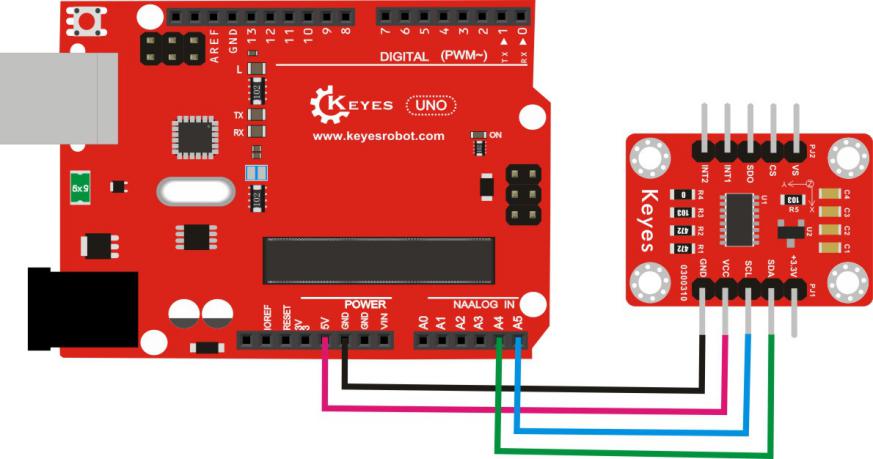 AREF
GND
13
12
11
10
9
8
7
6
5
4
3
2
TX ▶ 1
RX ▶ 0
DIGITAL (PWM~)
L
102
TX
RX
KEYES UNO
www.keyesrobot.com
ON
102
5x9
POWER
NAALOG IN
IOREF
RESET
3V
3
5V
GND
GND
VIN
A0
A1
A2
A3
A4
A5
INT2
INT1
SDO
CS
VS
PJ2
Keyes
R4
0
R3
103
R2
472
R1
472
U1
Y
Z
X
103
R5
U2
C4
C3
C2
C1
0300310
GND
VCC
SCL
SDA
+3.3V
PJ1